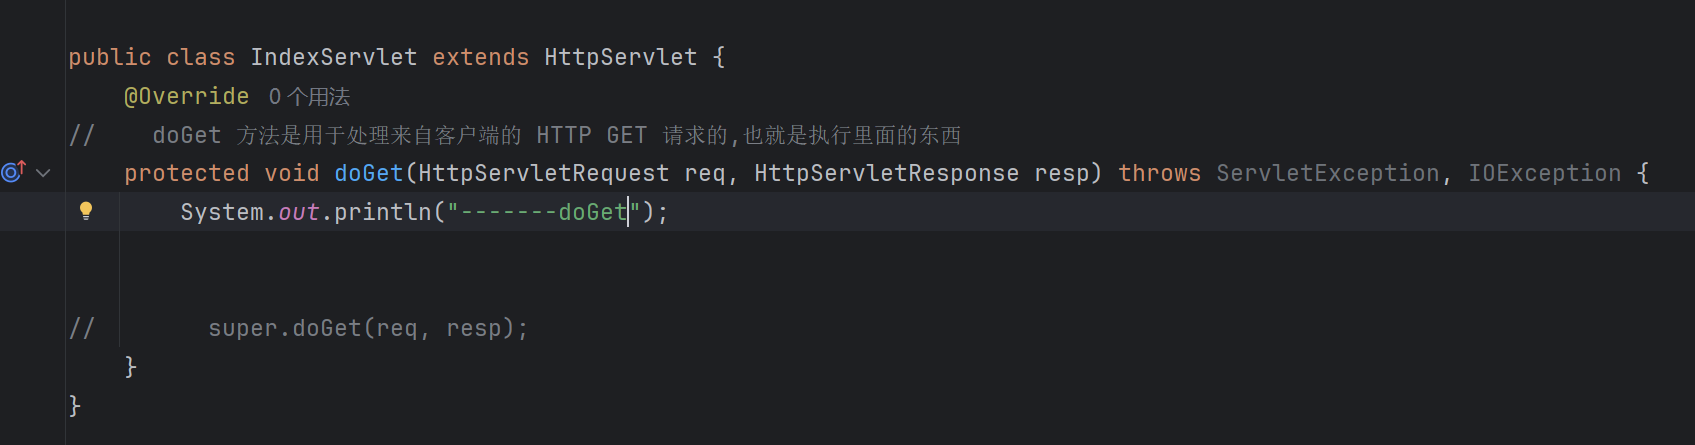 public class IndexServlet extends HttpServlet {
@Override 0个用法
// doGet 方法是用于处理来自客户端的 HTTP GET 请求的,也就是执行里面的东西
protected void doGet(HttpServletRequest req, HttpServletResponse resp) throws ServletException, IOException {
System.out.println("-------doGet");
// super.doGet(req, resp);
}
}